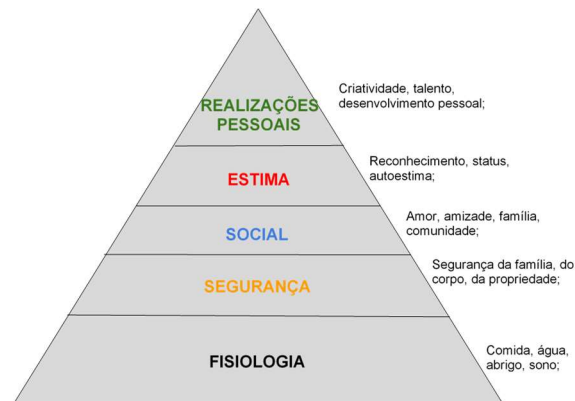 REALIZAÇÕES
PESSOAIS
Criatividade, talento,
desenvolvimento pessoal;
ESTIMA
Reconhecimento, status,
autoestima;
SOCIAL
Amor, amizade, família,
comunidade;
SEGURANÇA
Segurança da família, do
corpo, da propriedade;
FISIOLOGIA
Comida, água,
abrigo, sono;